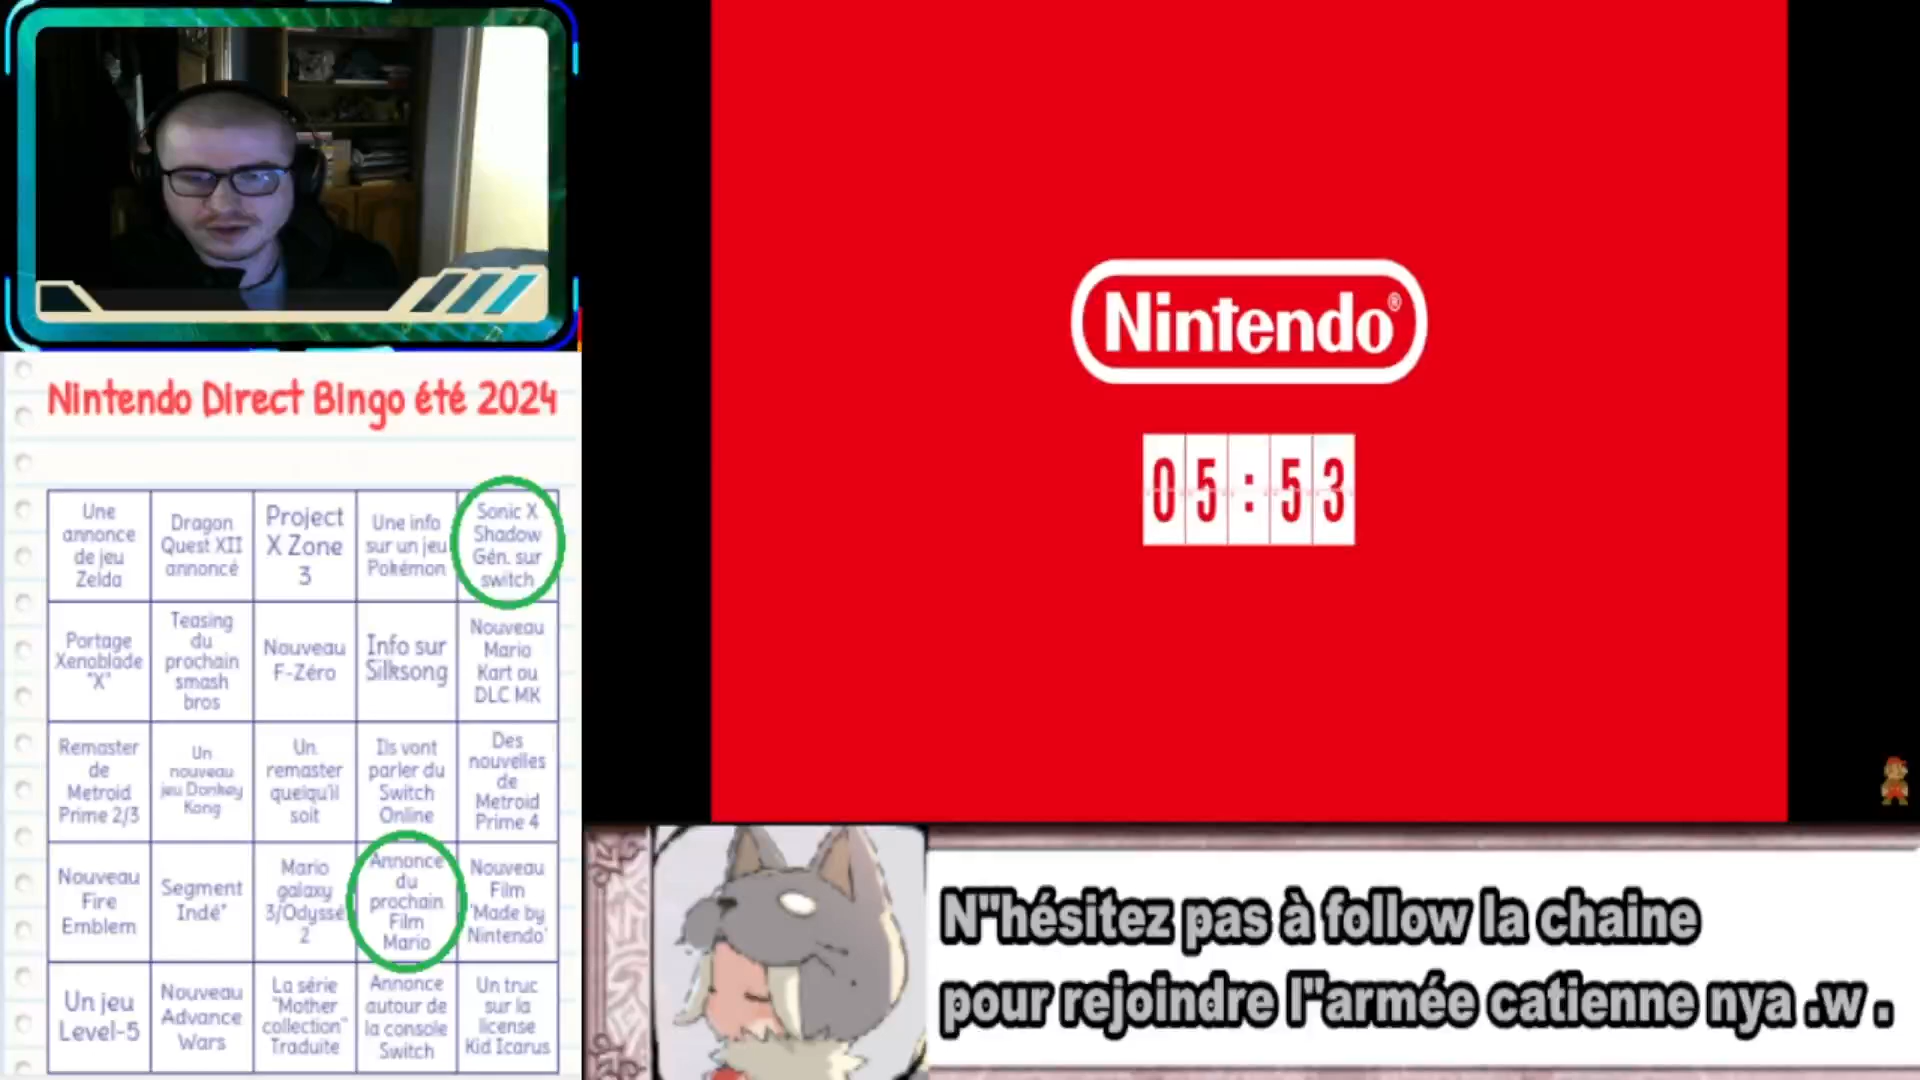 Nintendo®
05:53
Nintendo Direct Bingo été 2024
Une
annonce
de jeu
Zelda
Dragon
Quest XII
annoncé
Project
X Zone
3
Une info
sur un jeu
Pokémon
Sonic X
Shadow
Gén. sur
switch
Portage
Xenoblade
"X"
Teasing
du
prochain
smash
bros
Nouveau
F-Zéro
Info sur
Silksong
Nouveau
Mario
Kart ou
DLC MK
Remaster
de
Metroid
Prime 2/3
Un
nouveau
jeu Donkey
Kong
Un
remaster
quelqu'il
soit
Ils vont
parler du
Switch
Online
Des
nouvelles
de
Metroid
Prime 4
Nouveau
Fire
Emblem
Segment
Indé"
Mario
galaxy
3/Odyssé
2
Annonce
du
prochain
Film
Mario
Nouveau
Film
"Made by
Nintendo"
Un jeu
Level-5
Nouveau
Advance
Wars
La série
"Mother
collection"
Traduite
Annonce
autour de
la console
Switch
Un truc
sur la
license
Kid Icarus
N"hésitez pas à follow la chaine
pour rejoindre l"armée catienne nya .w .